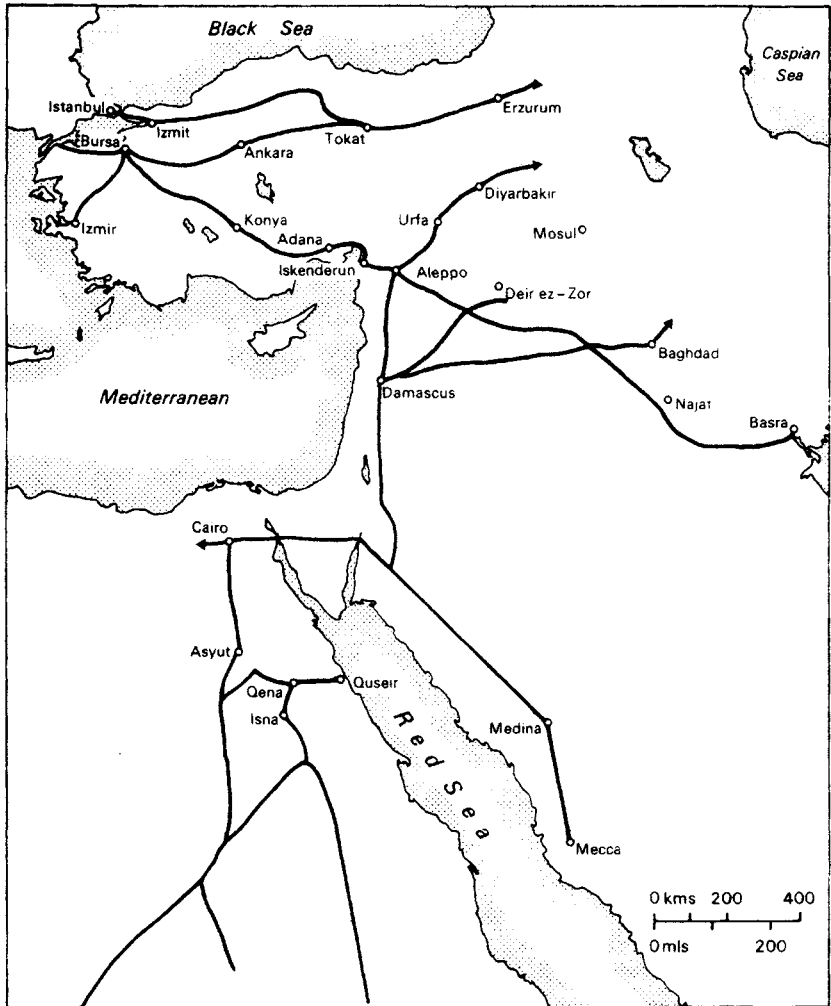 Black Sea
Caspian
Sea
Istanbul
Izmit
Erzurum
Bursa
Ankara
Tokat
Diyarbakir
Izmir
Konya
Urfa
Mosul
Adana
Iskenderun
Aleppo
Deir ez-Zor
Baghdad
Mediterranean
Damascus
Najaf
Basra
Cairo
Asyut
Qena
Quseir
Isna
Red Sea
Medina
Mecca
0 kms 200 400
0 mls 200